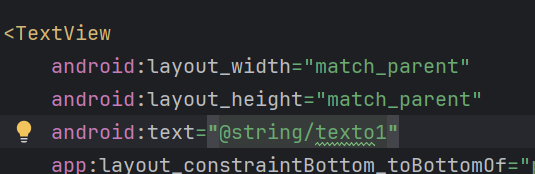 <TextView
android:layout_width="match_parent"
android:layout_height="match_parent"
android:text="@string/texto1"
app:layout_constraintBottom_toBottomOf="